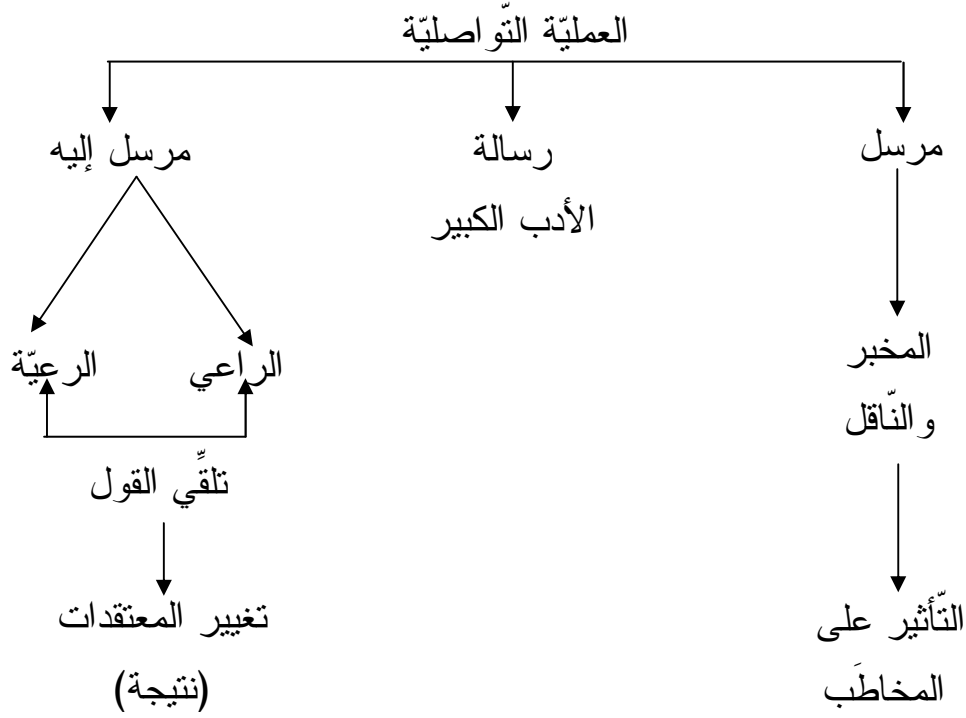 العمليّة التّواصليّة
مرسل
رسالة
مرسل إليه
الأدب الكبير
المخبر
والنّاقل
الراعي
الرعيّة
تلقِّي القول
التّأثير على
المخاطَب
تغيير المعتقدات
(نتيجة)